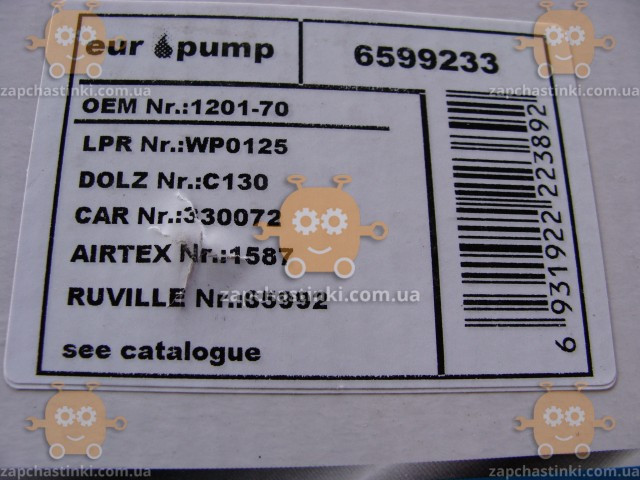 eur pump
6599233
OEM Nr.:1201-70
LPR Nr.:WP0125
DOLZ Nr.:C130
CAR Nr.:330072
AIRTEX Nr.:1587
RUVILLE Nr.:65992
see catalogue
6 931922 223892
zapchastinki.com.ua
zapchastinki.com.ua
zapchastinki.com.ua
zapchastinki.com.ua
zapchastinki.com.ua